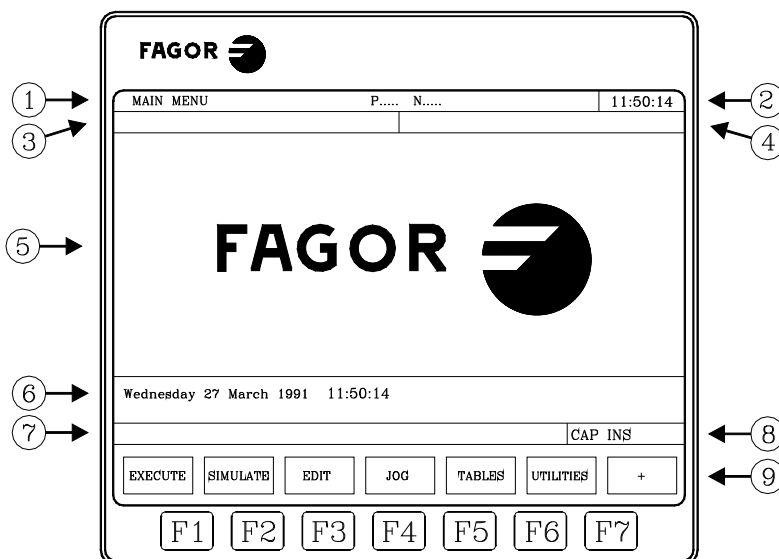 FAGOR
1 MAIN MENU P..... N..... 11:50:14 2
3 4
5 FAGOR
6 Wednesday 27 March 1991 11:50:14
7 CAP INS 8
EXECUTE SIMULATE EDIT JOG TABLES UTILITIES + 9
F1 F2 F3 F4 F5 F6 F7